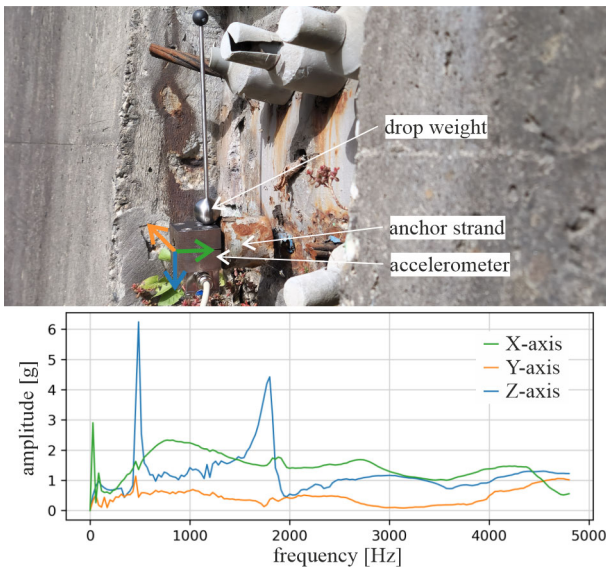 drop weight
anchor strand
accelerometer
amplitude [g]
6
5
4
3
2
1
0
X-axis
Y-axis
Z-axis
0 1000 2000 3000 4000 5000
frequency [Hz]